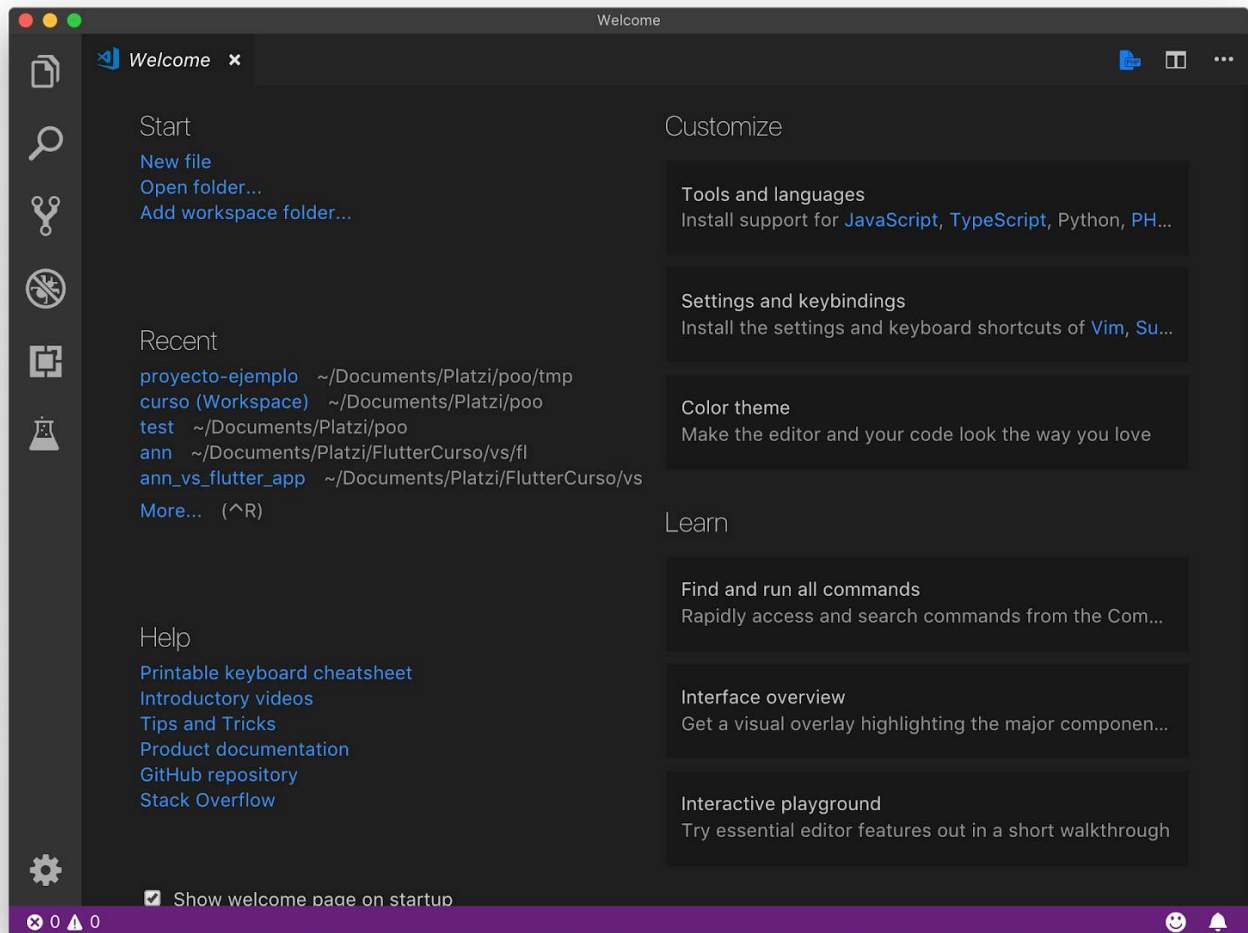 Welcome
Welcome ×
PHP
Start
New file
Open folder...
Add workspace folder...
Recent
proyecto-ejemplo ~/Documents/Platzi/poo/tmp
curso (Workspace) ~/Documents/Platzi/poo
test ~/Documents/Platzi/poo
ann ~/Documents/Platzi/FlutterCurso/vs/fl
ann_vs_flutter_app ~/Documents/Platzi/FlutterCurso/vs
More... (^R)
Help
Printable keyboard cheatsheet
Introductory videos
Tips and Tricks
Product documentation
GitHub repository
Stack Overflow
Show welcome page on startup
Customize
Tools and languages
Install support for JavaScript, TypeScript, Python, PH...
Settings and keybindings
Install the settings and keyboard shortcuts of Vim, Su...
Color theme
Make the editor and your code look the way you love
Learn
Find and run all commands
Rapidly access and search commands from the Com...
Interface overview
Get a visual overlay highlighting the major componen...
Interactive playground
Try essential editor features out in a short walkthrough
0 0